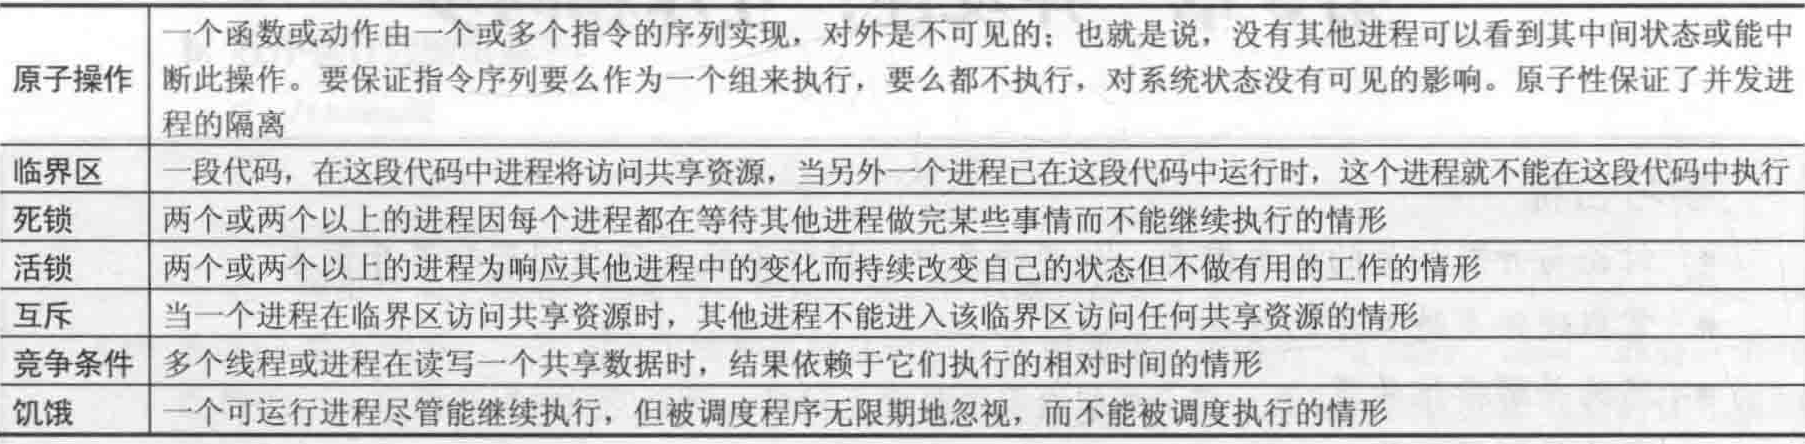 原子操作
一个函数或动作由一个或多个指令的序列实现，对外是不可见的；也就是说，没有其他进程可以看到其中间状态或能中
断此操作。要保证指令序列要么作为一个组来执行，要么都不执行，对系统状态没有可见的影响。原子性保证了并发进
程的隔离
临界区 一段代码，在这段代码中进程将访问共享资源，当另外一个进程已在这段代码中运行时，这个进程就不能在这段代码中执行
死锁 两个或两个以上的进程因每个进程都在等待其他进程做完某些事情而不能继续执行的情形
活锁 两个或两个以上的进程为响应其他进程中的变化而持续改变自己的状态但不做有用的工作的情形
互斥 当一个进程在临界区访问共享资源时，其他进程不能进入该临界区访问任何共享资源的情形
竞争条件 多个线程或进程在读写一个共享数据时，结果依赖于它们执行的相对时间的情形
饥饿 一个可运行进程尽管能继续执行，但被调度程序无限期地忽视，而不能被调度执行的情形